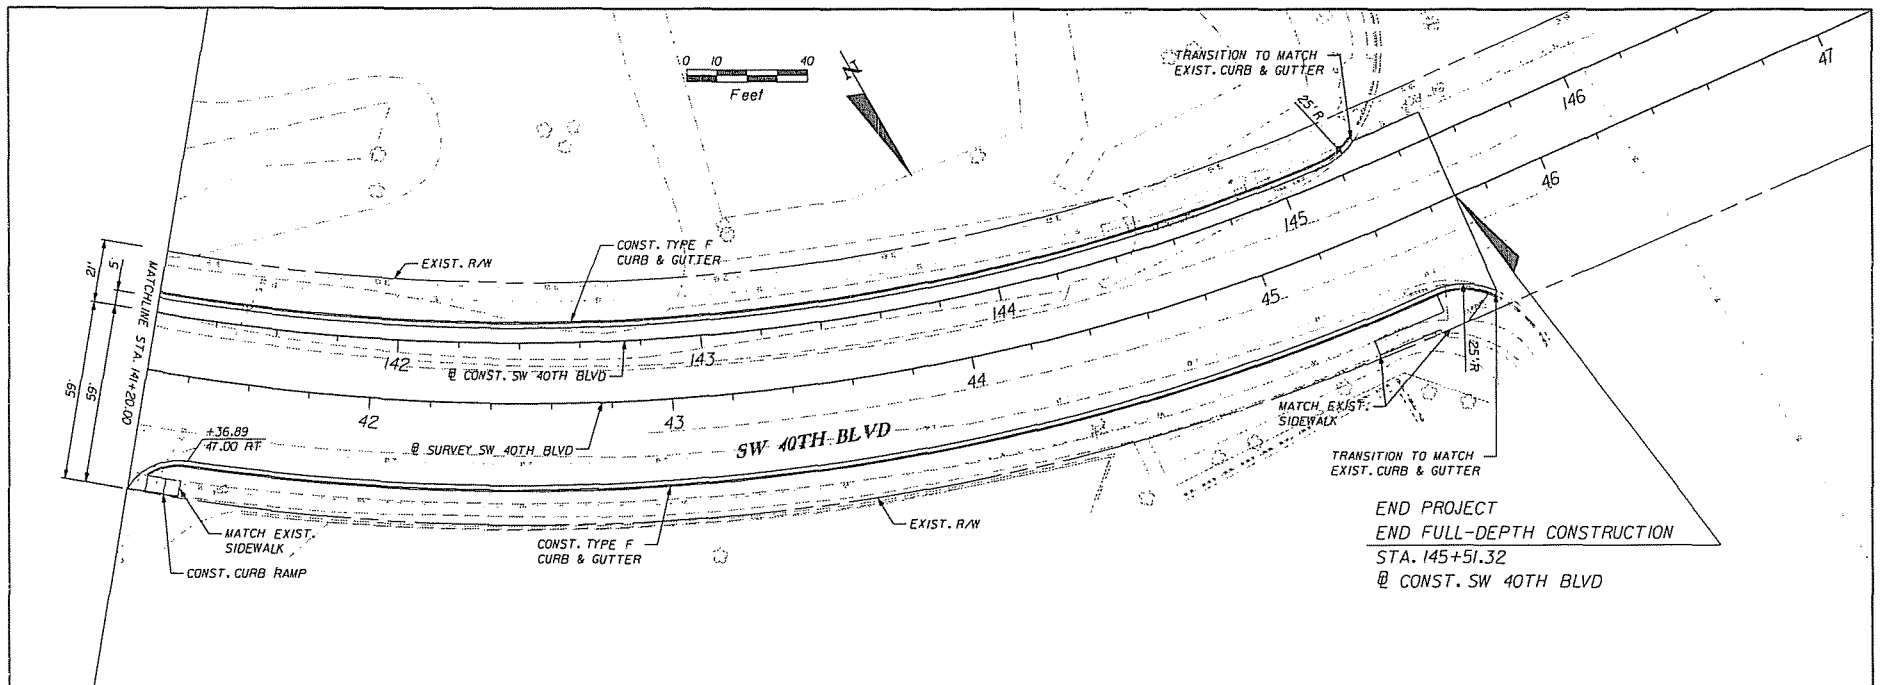 0 10 40
Feet
N
TRANSITION TO MATCH
EXIST. CURB & GUTTER
25'R
47
146
46
145
45
144
44
143
43
142
42
CONST. TYPE F
CURB & GUTTER
EXIST. R/W
21'
5'
59'
59'
MATCHLINE STA. 141+20.00
℄ CONST. SW 40TH BLVD
℄ SURVEY SW 40TH BLVD
SW 40TH BLVD
+36.89
47.00 RT
MATCH EXIST.
SIDEWALK
CONST. CURB RAMP
CONST. TYPE F
CURB & GUTTER
EXIST. R/W
25'R
MATCH EXIST.
SIDEWALK
TRANSITION TO MATCH
EXIST. CURB & GUTTER
END PROJECT
END FULL-DEPTH CONSTRUCTION
STA. 145+51.32
℄ CONST. SW 40TH BLVD